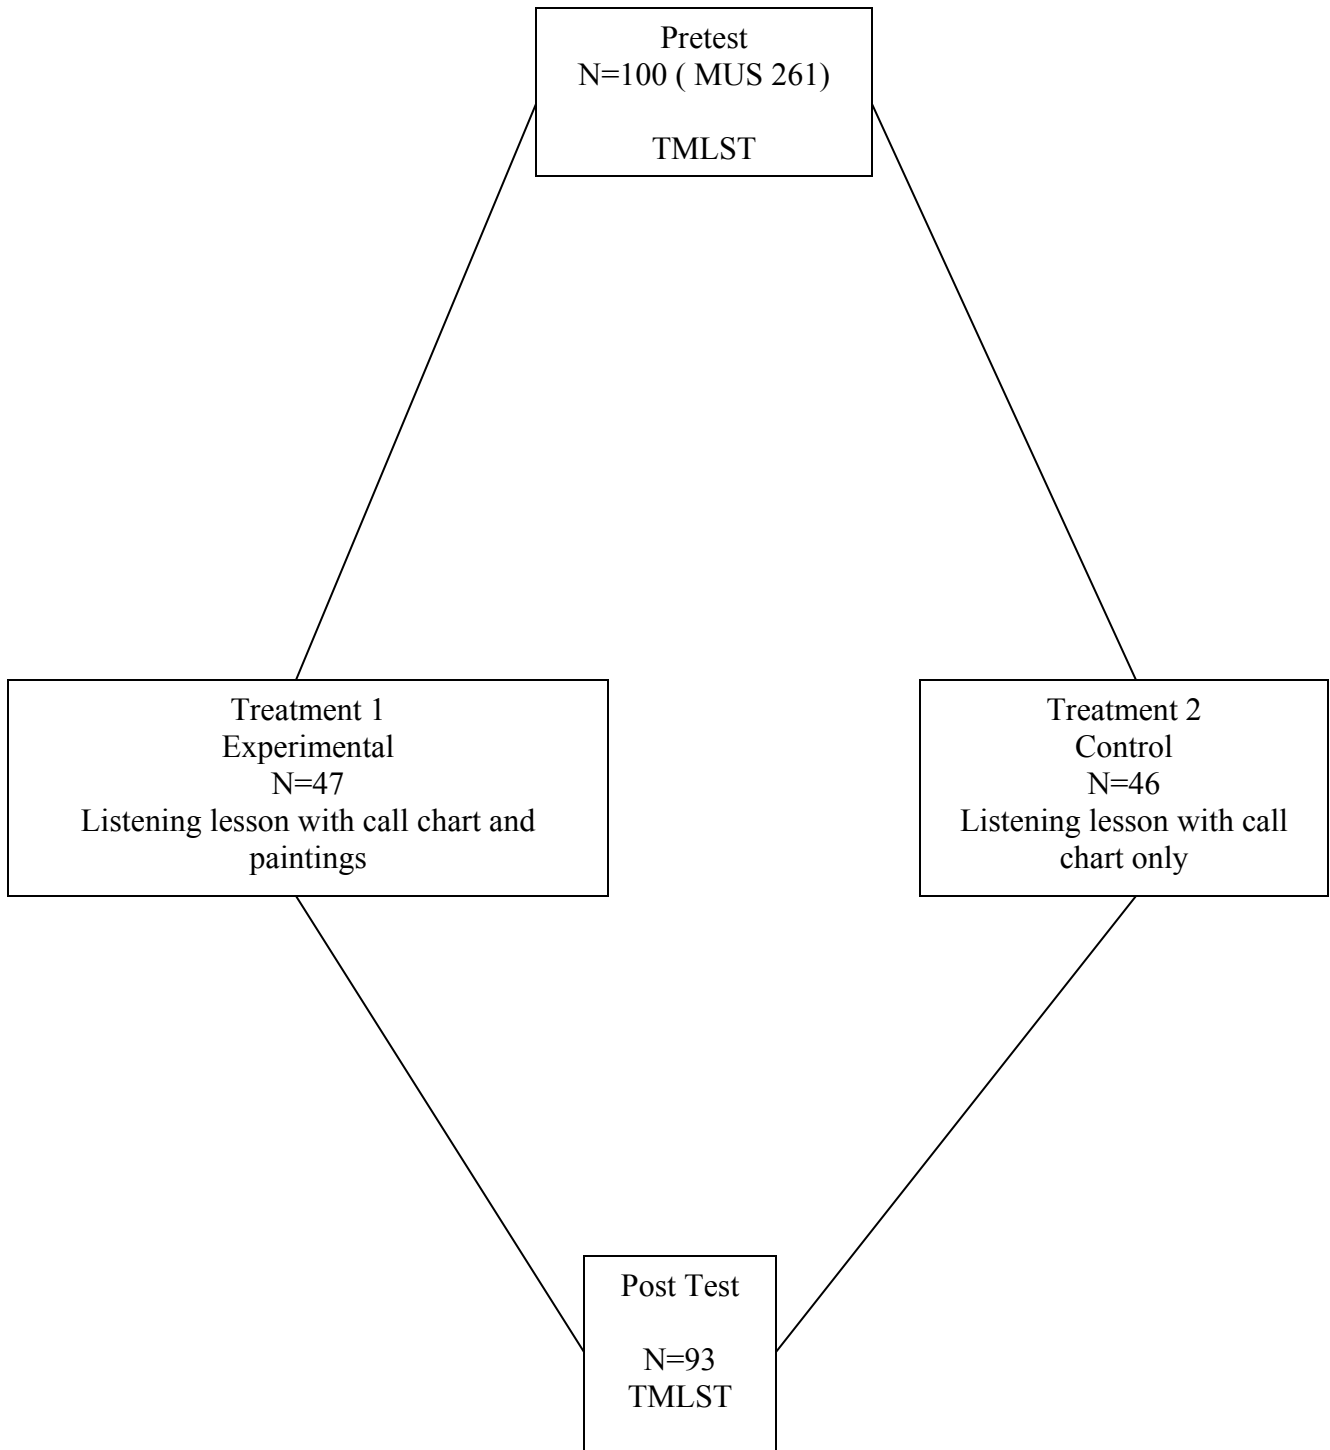 Pretest
N=100 ( MUS 261)
TMLST
Treatment 1
Experimental
N=47
Listening lesson with call chart and
paintings
Treatment 2
Control
N=46
Listening lesson with call
chart only
Post Test
N=93
TMLST